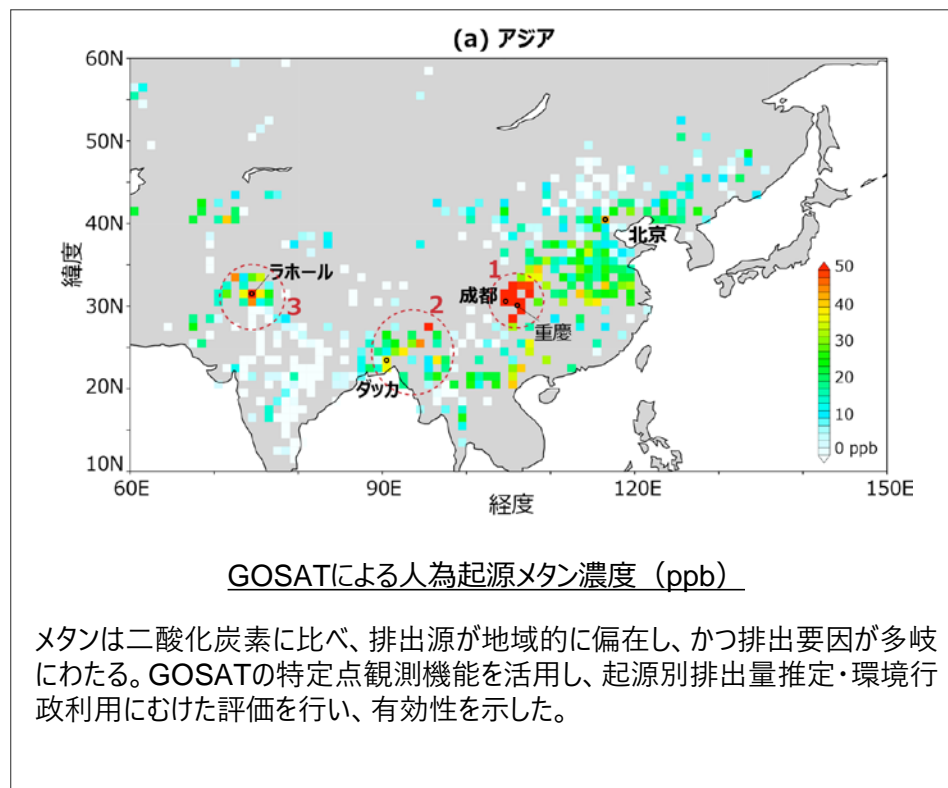 (a) アジア
60N
50N
40N
30N
20N
10N
緯度
60E
90E
120E
150E
経度
ラホール
3
2
ダッカ
1
成都
重慶
北京
50
40
30
20
10
0 ppb
GOSATによる人為起源メタン濃度（ppb）
メタンは二酸化炭素に比べ、排出源が地域的に偏在し、かつ排出要因が多岐
にわたる。GOSATの特定点観測機能を活用し、起源別排出量推定・環境行
政利用にむけた評価を行い、有効性を示した。